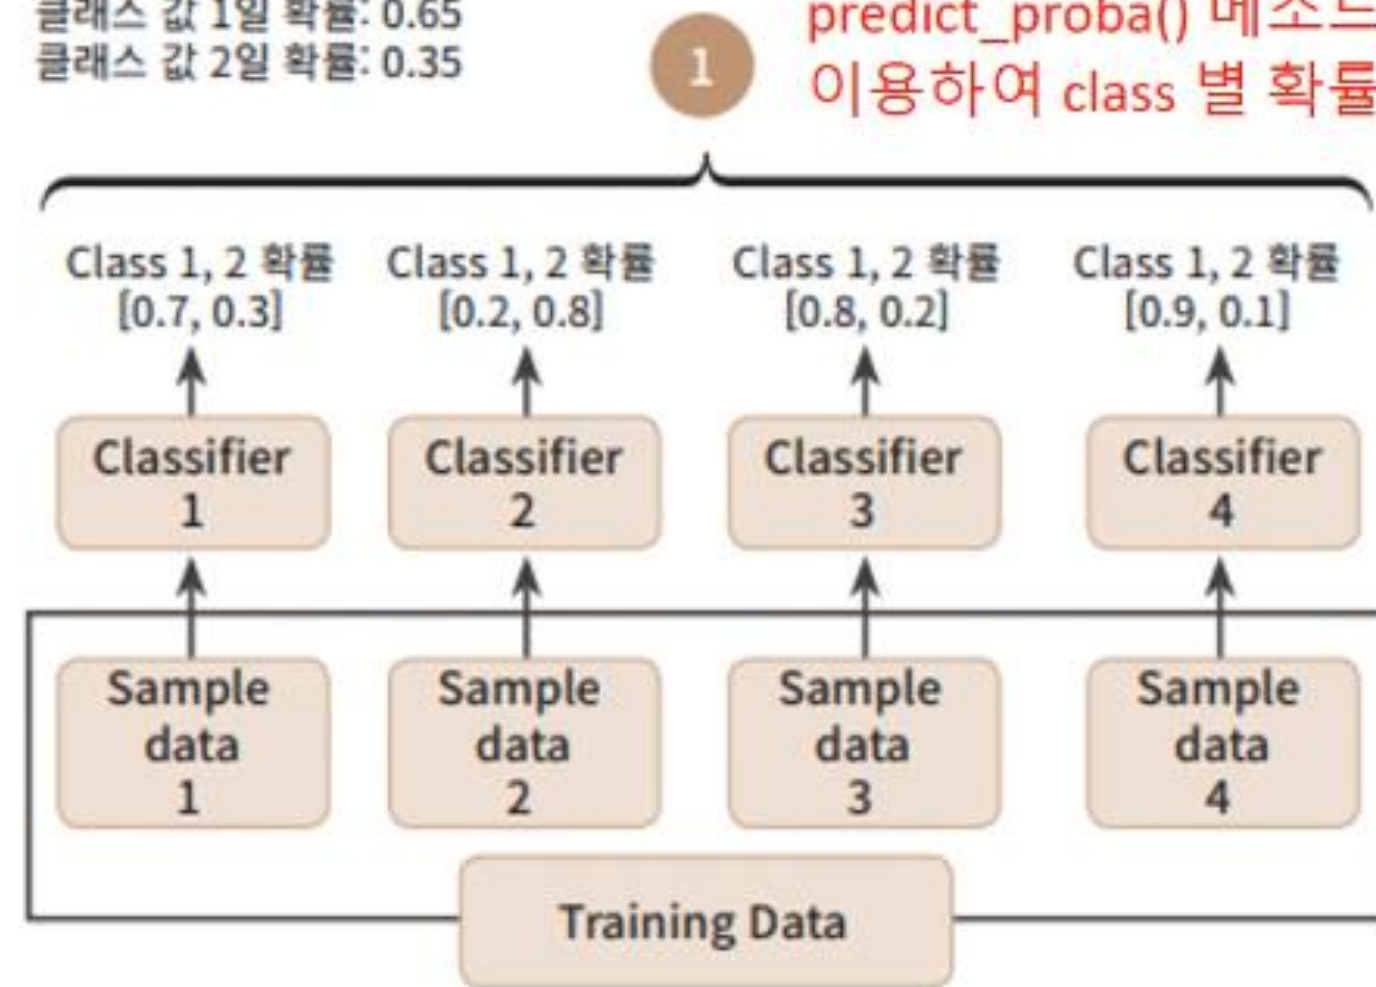 클래스 값 1일 확률: 0.65
클래스 값 2일 확률: 0.35
1
predict_proba() 메소드
이용하여 class 별 확률
Class 1, 2 확률
[0.7, 0.3]
Class 1, 2 확률
[0.2, 0.8]
Class 1, 2 확률
[0.8, 0.2]
Class 1, 2 확률
[0.9, 0.1]
Classifier
1
Classifier
2
Classifier
3
Classifier
4
Sample
data
1
Sample
data
2
Sample
data
3
Sample
data
4
Training Data